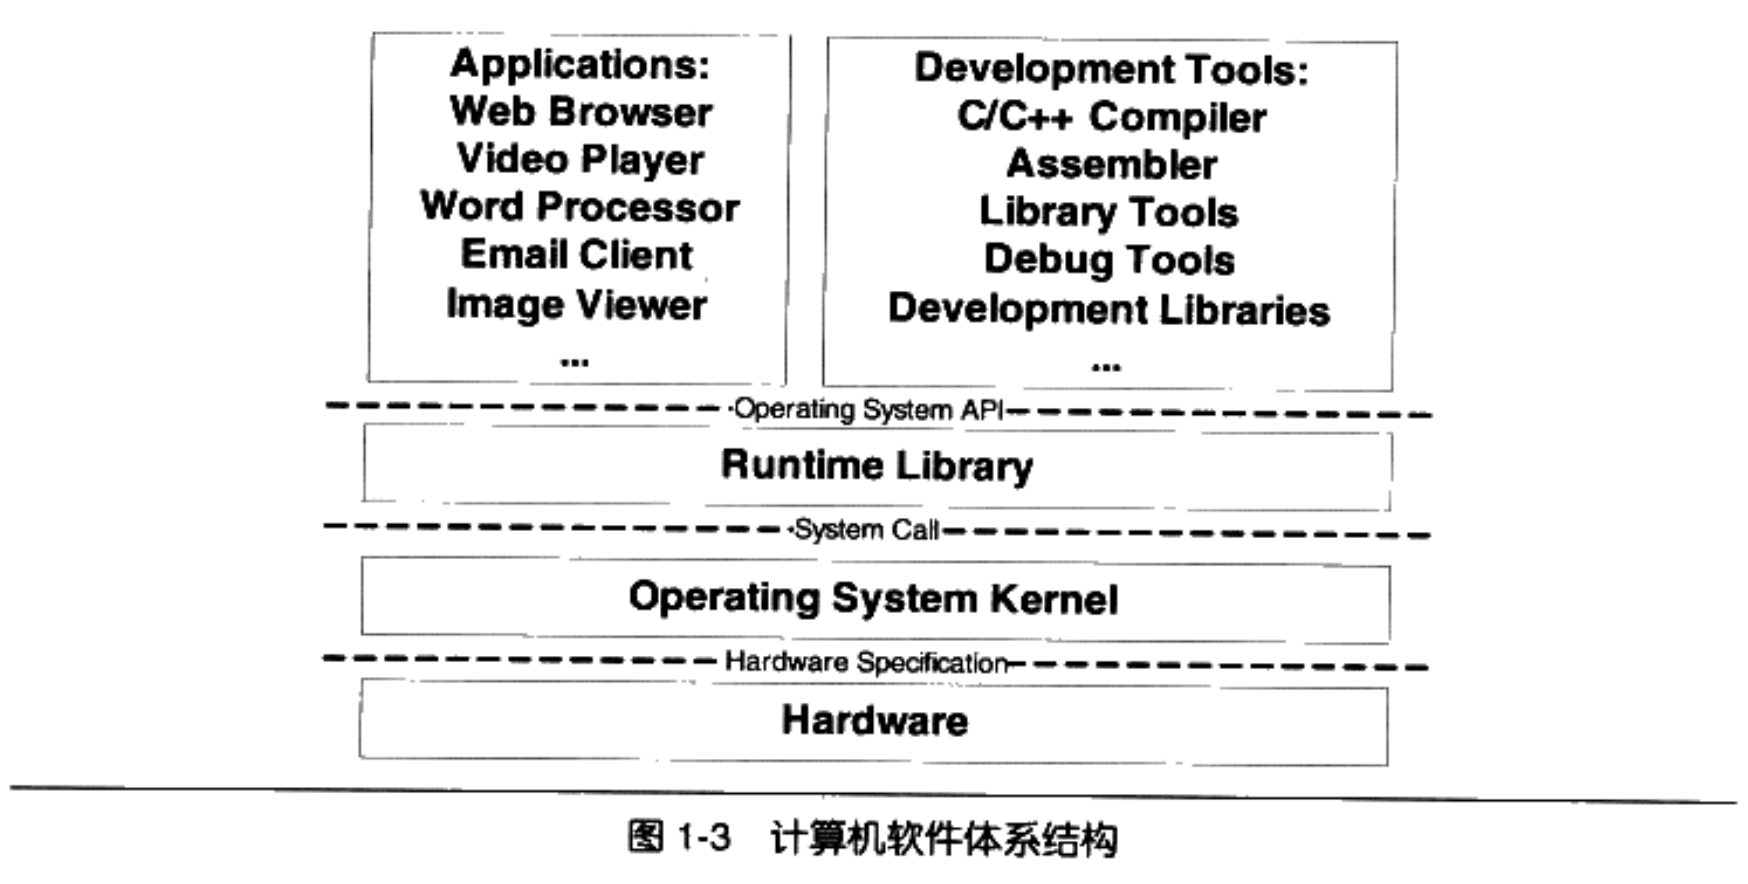 Applications:
Web Browser
Video Player
Word Processor
Email Client
Image Viewer
...
Development Tools:
C/C++ Compiler
Assembler
Library Tools
Debug Tools
Development Libraries
...
Operating System API
Runtime Library
System Call
Operating System Kernel
Hardware Specification
Hardware
图 1-3 计算机软件体系结构